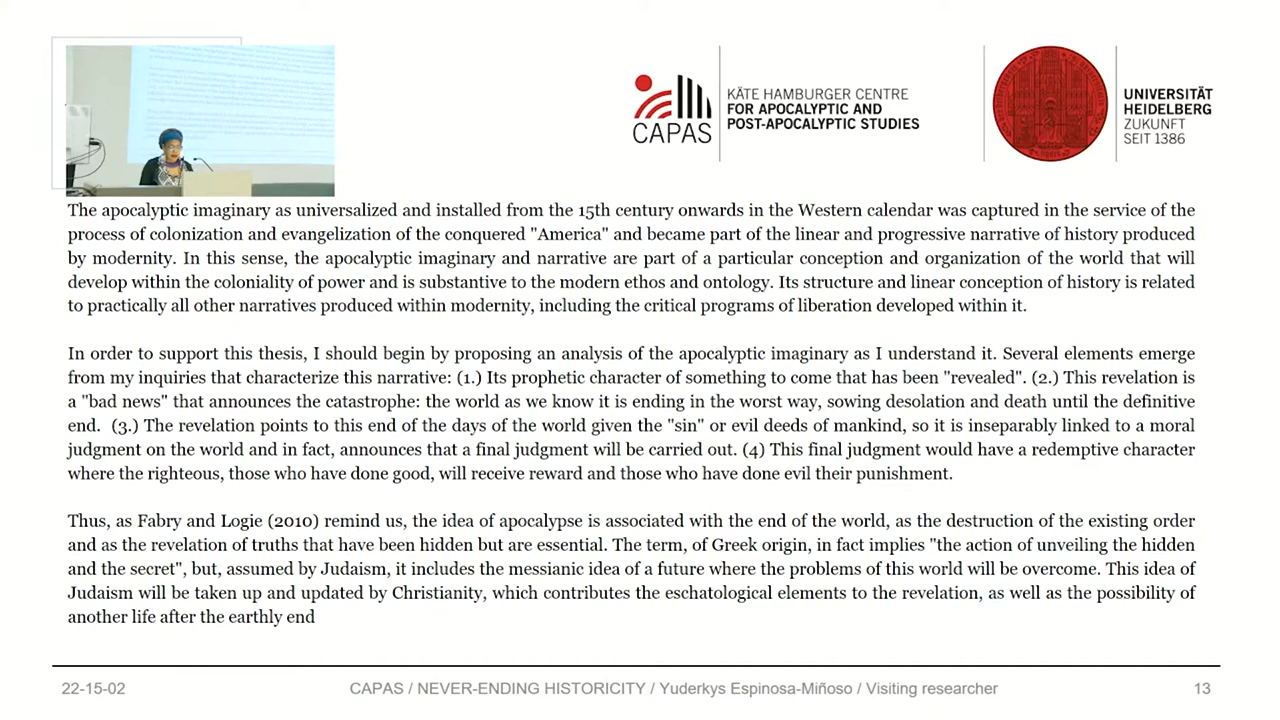 CAPAS
KÄTE HAMBURGER CENTRE
FOR APOCALYPTIC AND
POST-APOCALYPTIC STUDIES
UNIVERSITÄT
HEIDELBERG
ZUKUNFT
SEIT 1386
The apocalyptic imaginary as universalized and installed from the 15th century onwards in the Western calendar was captured in the service of the
process of colonization and evangelization of the conquered "America" and became part of the linear and progressive narrative of history produced
by modernity. In this sense, the apocalyptic imaginary and narrative are part of a particular conception and organization of the world that will
develop within the coloniality of power and is substantive to the modern ethos and ontology. Its structure and linear conception of history is related
to practically all other narratives produced within modernity, including the critical programs of liberation developed within it.
In order to support this thesis, I should begin by proposing an analysis of the apocalyptic imaginary as I understand it. Several elements emerge
from my inquiries that characterize this narrative: (1.) Its prophetic character of something to come that has been "revealed". (2.) This revelation is
a "bad news" that announces the catastrophe: the world as we know it is ending in the worst way, sowing desolation and death until the definitive
end. (3.) The revelation points to this end of the days of the world given the "sin" or evil deeds of mankind, so it is inseparably linked to a moral
judgment on the world and in fact, announces that a final judgment will be carried out. (4) This final judgment would have a redemptive character
where the righteous, those who have done good, will receive reward and those who have done evil their punishment.
Thus, as Fabry and Logie (2010) remind us, the idea of apocalypse is associated with the end of the world, as the destruction of the existing order
and as the revelation of truths that have been hidden but are essential. The term, of Greek origin, in fact implies "the action of unveiling the hidden
and the secret", but, assumed by Judaism, it includes the messianic idea of a future where the problems of this world will be overcome. This idea of
Judaism will be taken up and updated by Christianity, which contributes the eschatological elements to the revelation, as well as the possibility of
another life after the earthly end
22-15-02
CAPAS / NEVER-ENDING HISTORICITY / Yuderkys Espinosa-Miñoso / Visiting researcher
13